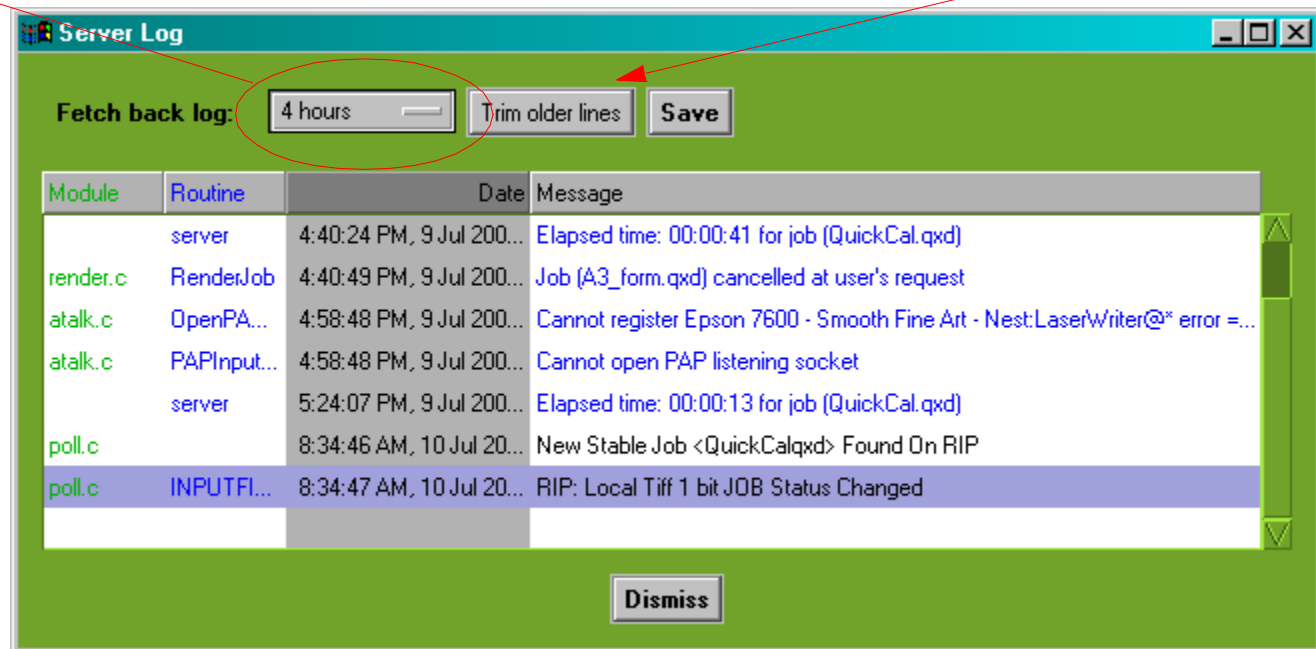 Server Log
Fetch back log: 4 hours Trim older lines Save
Module Routine Date Message
server 4:40:24 PM, 9 Jul 200... Elapsed time: 00:00:41 for job (QuickCal.qxd)
render.c RenderJob 4:40:49 PM, 9 Jul 200... Job (A3_form.qxd) cancelled at user's request
atalk.c OpenPA... 4:58:48 PM, 9 Jul 200... Cannot register Epson 7600 - Smooth Fine Art - Nest:LaserWriter@* error =...
atalk.c PAPInput... 4:58:48 PM, 9 Jul 200... Cannot open PAP listening socket
server 5:24:07 PM, 9 Jul 200... Elapsed time: 00:00:13 for job (QuickCal.qxd)
poll.c 8:34:46 AM, 10 Jul 20... New Stable Job <QuickCalqxd> Found On RIP
poll.c INPUTFI... 8:34:47 AM, 10 Jul 20... RIP: Local Tiff 1 bit JOB Status Changed
Dismiss